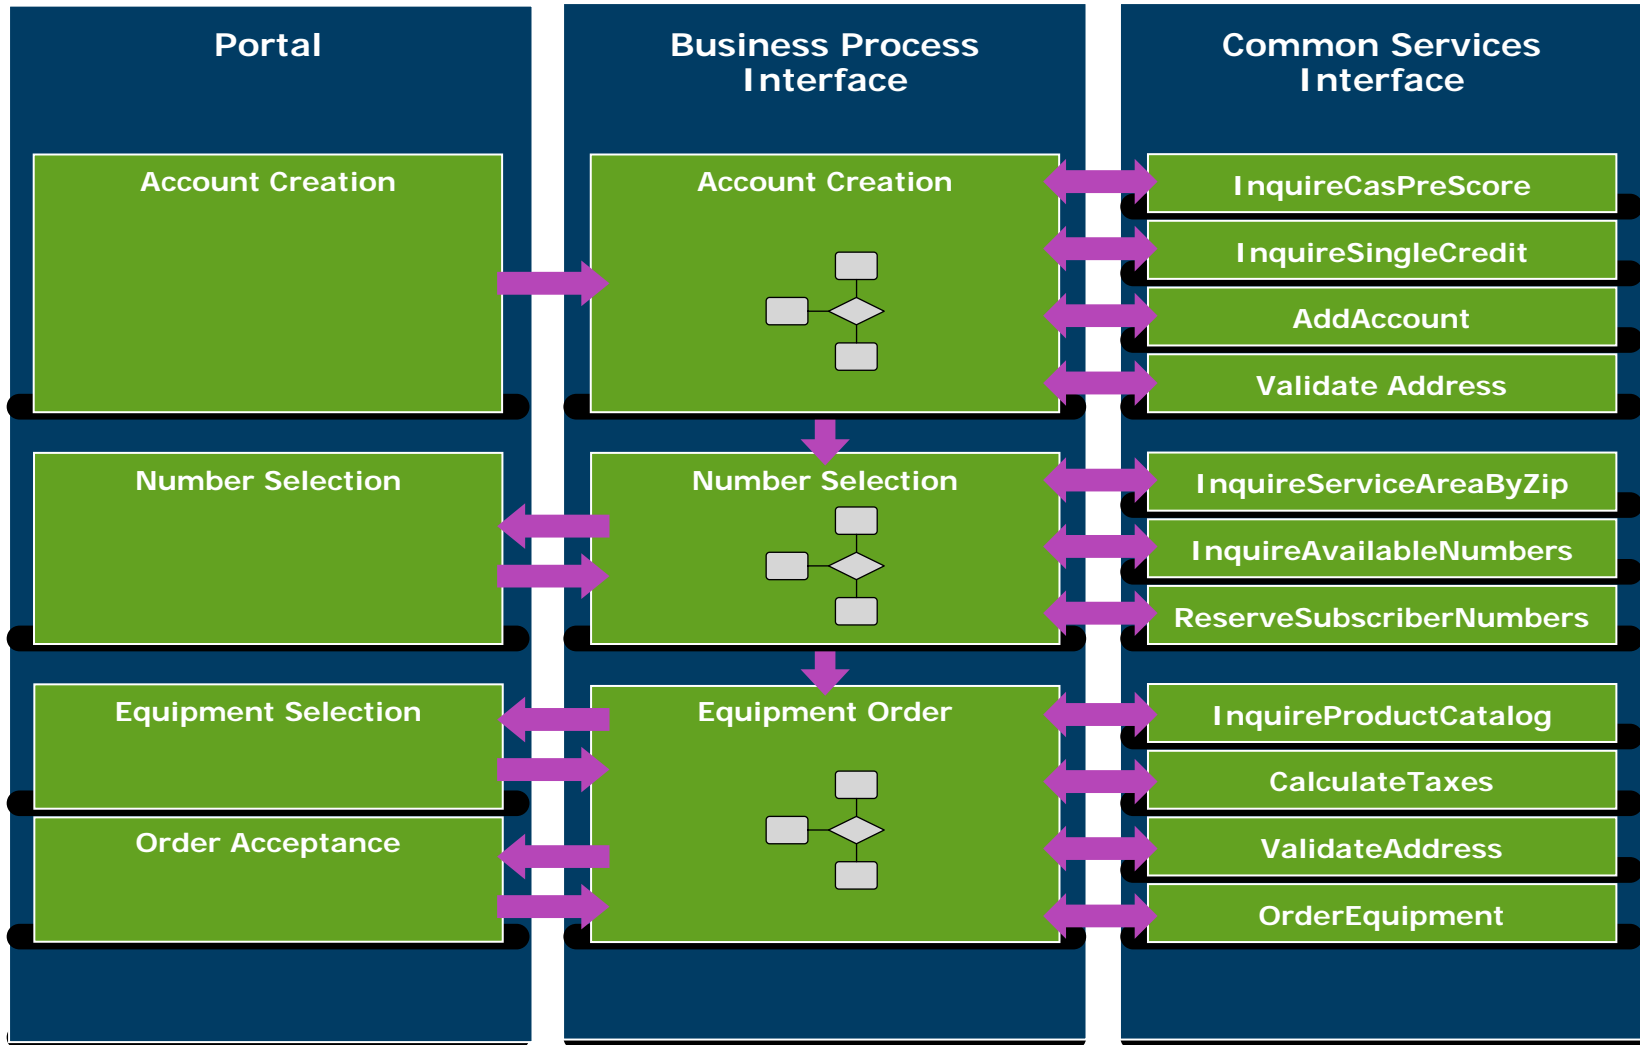 Portal
Account Creation
Number Selection
Equipment Selection
Order Acceptance
Business Process
Interface
Account Creation
Number Selection
Equipment Order
Common Services
Interface
InquireCasPreScore
InquireSingleCredit
AddAccount
Validate Address
InquireServiceAreaByZip
InquireAvailableNumbers
ReserveSubscriberNumbers
InquireProductCatalog
CalculateTaxes
ValidateAddress
OrderEquipment